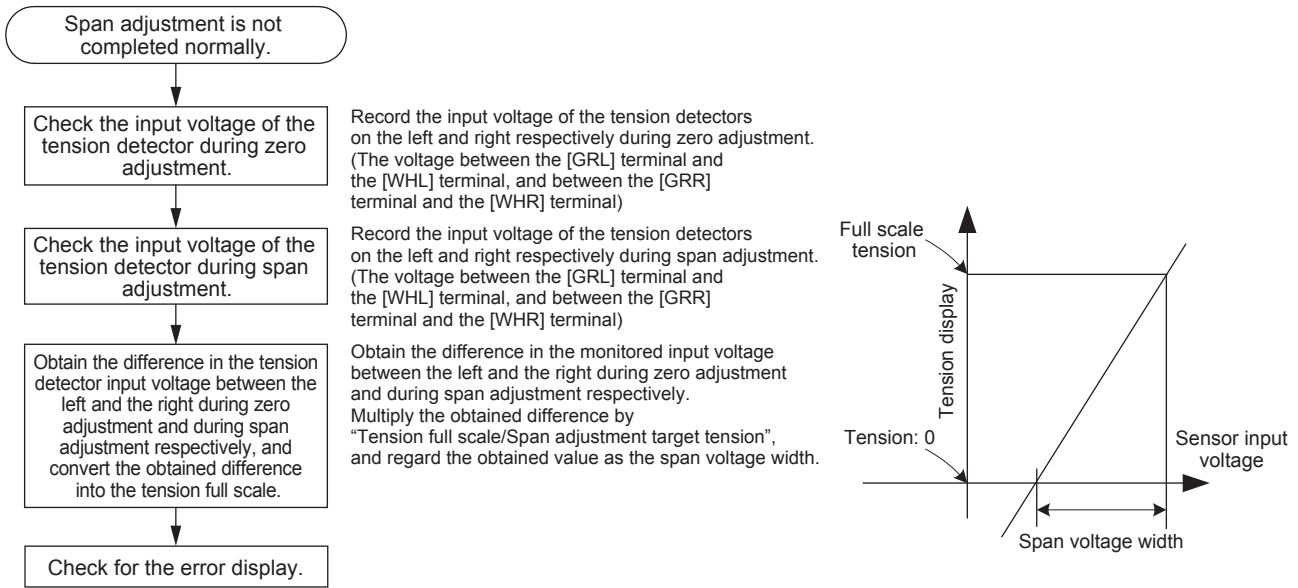 Span adjustment is not
completed normally.
Check the input voltage of the
tension detector during zero
adjustment.
Record the input voltage of the tension detectors
on the left and right respectively during zero adjustment.
(The voltage between the [GRL] terminal and
the [WHL] terminal, and between the [GRR]
terminal and the [WHR] terminal)
Check the input voltage of the
tension detector during span
adjustment.
Record the input voltage of the tension detectors
on the left and right respectively during span adjustment.
(The voltage between the [GRL] terminal and
the [WHL] terminal, and between the [GRR]
terminal and the [WHR] terminal)
Obtain the difference in the tension
detector input voltage between the
left and the right during zero
adjustment and during span
adjustment respectively, and
convert the obtained difference
into the tension full scale.
Obtain the difference in the monitored input voltage
between the left and the right during zero adjustment
and during span adjustment respectively.
Multiply the obtained difference by
“Tension full scale/Span adjustment target tension”,
and regard the obtained value as the span voltage width.
Check for the error display.
Full scale
tension
Tension display
Tension: 0
Sensor input
voltage
Span voltage width